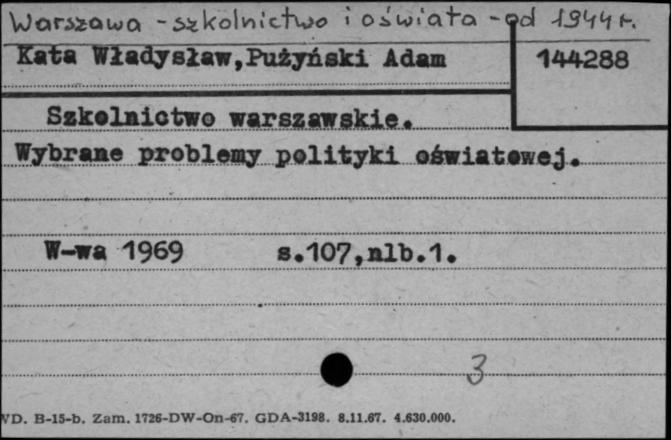 Warszawa - szkolnictwo i oświata - od 1944 r.
Kata Władysław,Pużyński Adam 144288
Szkolnictwo warszawskie.
Wybrane problemy polityki oświatowej.
W-wa 1969 s.107,nlb.1.
3
VD. B-15-b. Zam. 1726-DW-On-67. GDA-3198. 8.11.67. 4.630.000.